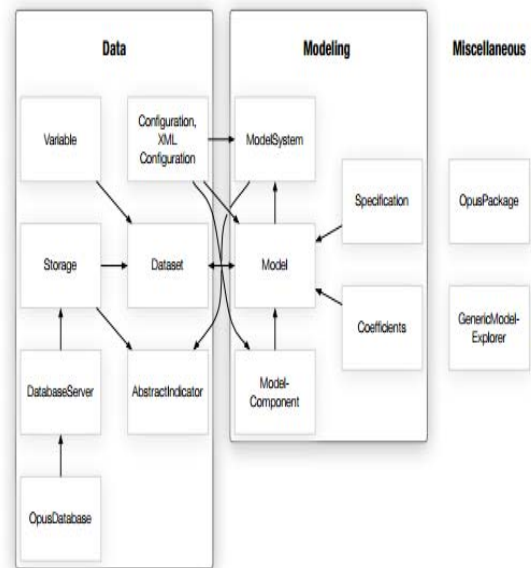 Data
Modeling
Miscellaneous
Variable
Configuration,
XML
Configuration
ModelSystem
Specification
OpusPackage
Storage
Dataset
Model
Coefficients
GenericModel-
Explorer
DatabaseServer
AbstractIndicator
Model-
Component
OpusDatabase